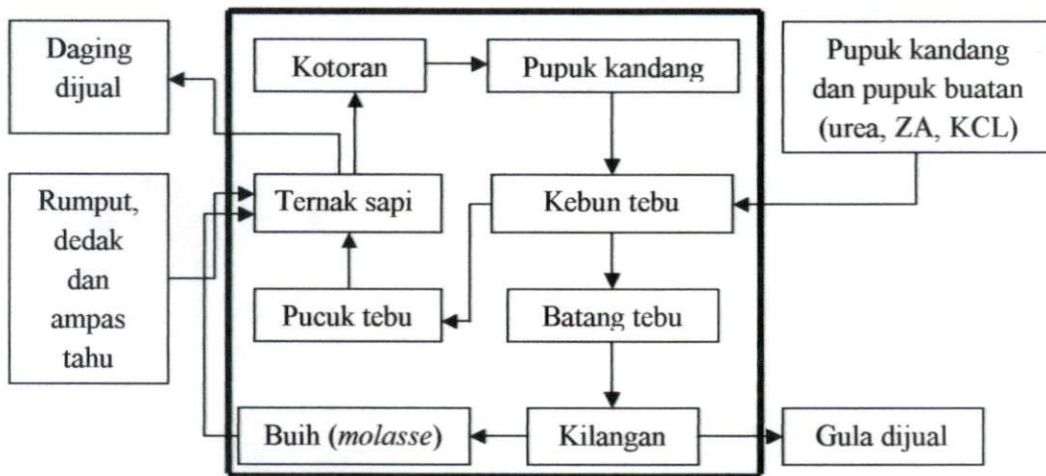 Daging
dijual
Kotoran
Pupuk kandang
Pupuk kandang
dan pupuk buatan
(urea, ZA, KCL)
Rumput,
dedak
dan
ampas
tahu
Ternak sapi
Kebun tebu
Pucuk tebu
Batang tebu
Buih (molasse)
Kilangan
Gula dijual